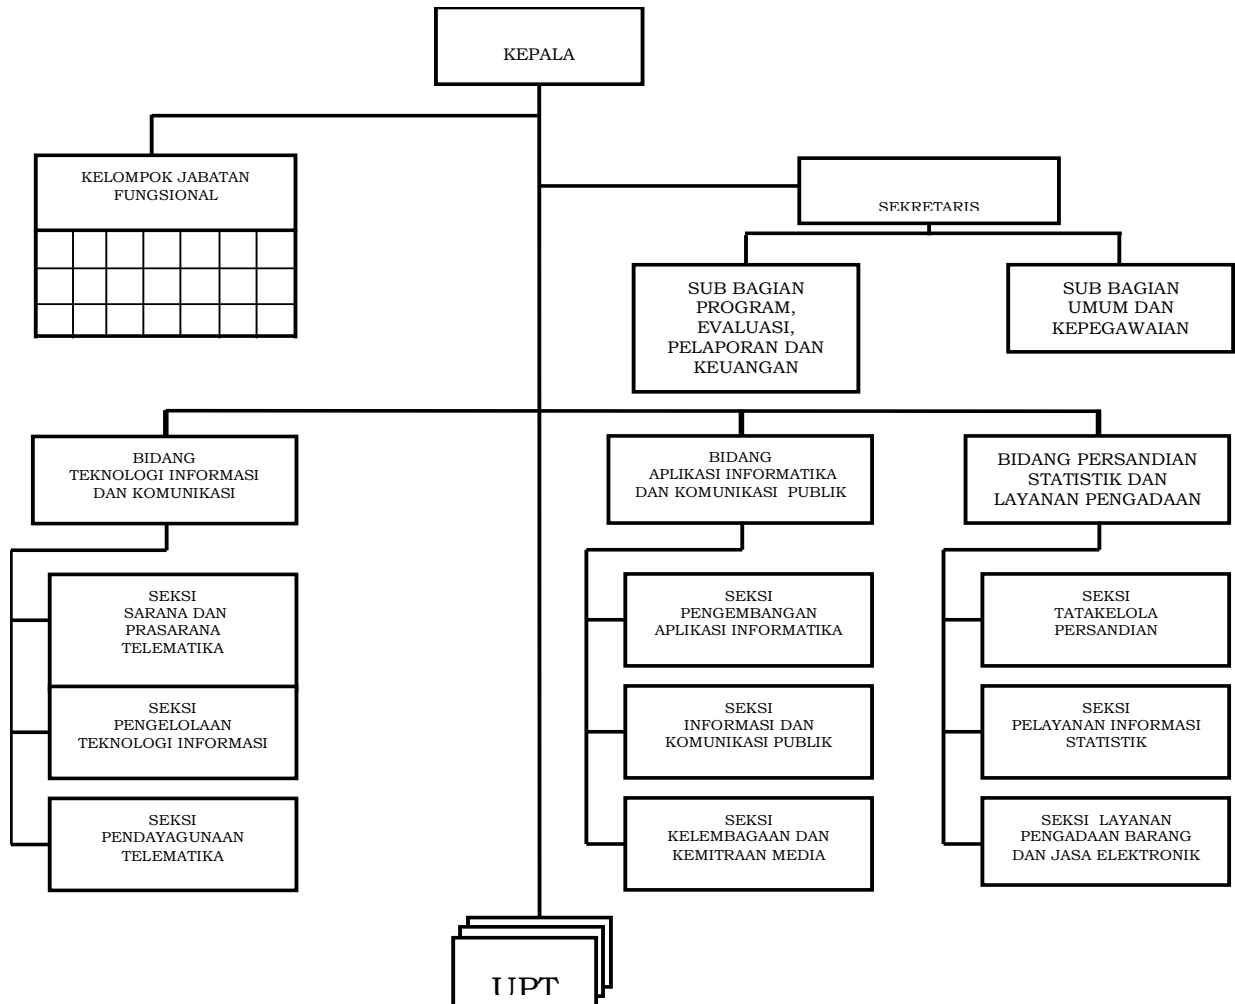 KEPALA
KELOMPOK JABATAN
FUNGSIONAL
SEKRETARIS
SUB BAGIAN
PROGRAM,
EVALUASI,
PELAPORAN DAN
KEUANGAN
SUB BAGIAN
UMUM DAN
KEPEGAWAIAN
BIDANG
TEKNOLOGI INFORMASI
DAN KOMUNIKASI
BIDANG
APLIKASI INFORMATIKA
DAN KOMUNIKASI PUBLIK
BIDANG PERSANDIAN
STATISTIK DAN
LAYANAN PENGADAAN
SEKSI
SARANA DAN
PRASARANA
TELEMATIKA
SEKSI
PENGELOLAAN
TEKNOLOGI INFORMASI
SEKSI
PENDAYAGUNAAN
TELEMATIKA
SEKSI
PENGEMBANGAN
APLIKASI INFORMATIKA
SEKSI
INFORMASI DAN
KOMUNIKASI PUBLIK
SEKSI
KELEMBAGAAN DAN
KEMITRAAN MEDIA
SEKSI
TATAKELOLA
PERSANDIAN
SEKSI
PELAYANAN INFORMASI
STATISTIK
SEKSI LAYANAN
PENGADAAN BARANG
DAN JASA ELEKTRONIK
UPT